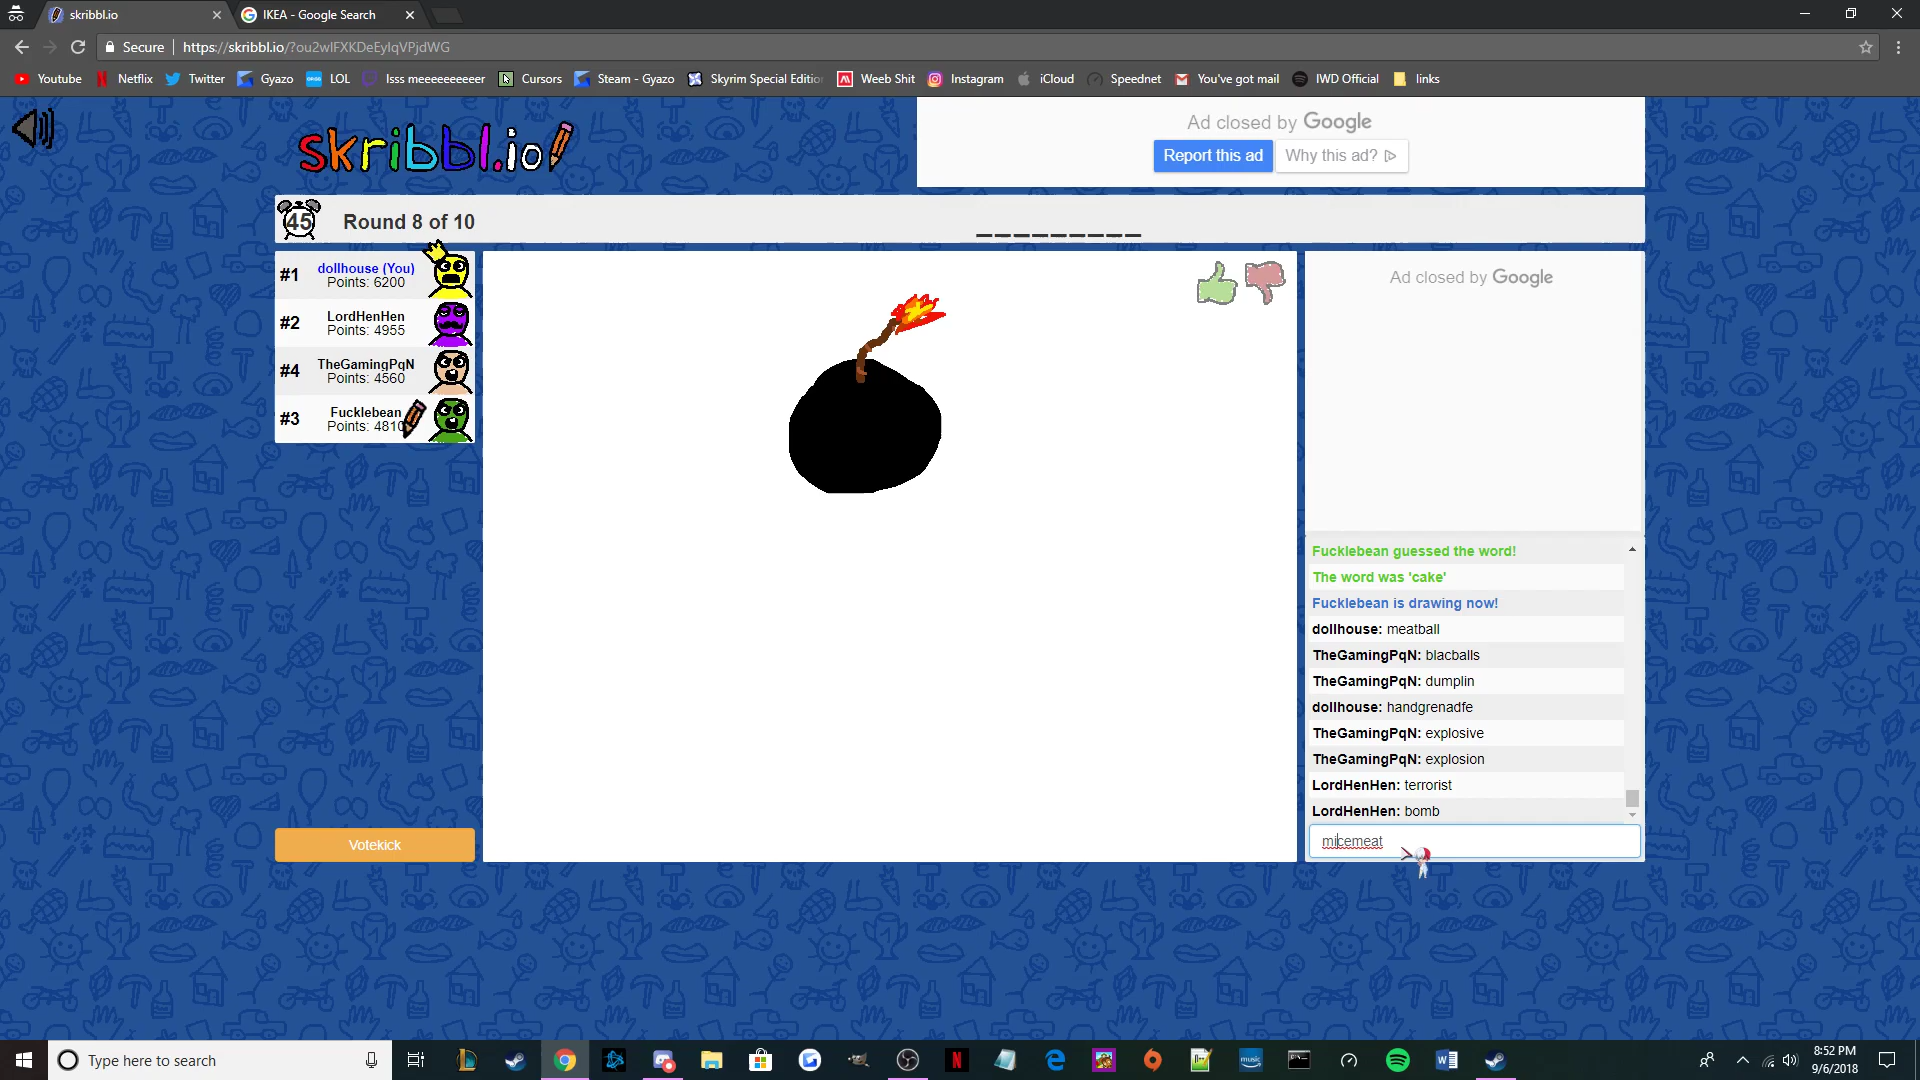 skribbl.io
IKEA - Google Search
Secure
https://skribbl.io/?ou2wlFXKDeEylqVPjdWG
Youtube
Netflix
Twitter
Gyazo
LOL
Isss meeeeeeeeeer
Cursors
Steam - Gyazo
Skyrim Special Editio
Weeb Shit
Instagram
iCloud
Speednet
You've got mail
IWD Official
links
skribbl.io
Ad closed by Google
Report this ad
Why this ad?
45
Round 8 of 10
_________
#1
dollhouse (You)
Points: 6200
#2
LordHenHen
Points: 4955
#4
TheGamingPqN
Points: 4560
#3
Fucklebean
Points: 4810
Votekick
Ad closed by Google
Fucklebean guessed the word!
The word was 'cake'
Fucklebean is drawing now!
dollhouse: meatball
TheGamingPqN: blacballs
TheGamingPqN: dumplin
dollhouse: handgrenadfe
TheGamingPqN: explosive
TheGamingPqN: explosion
LordHenHen: terrorist
LordHenHen: bomb
micemeat
Type here to search
8:52 PM
9/6/2018